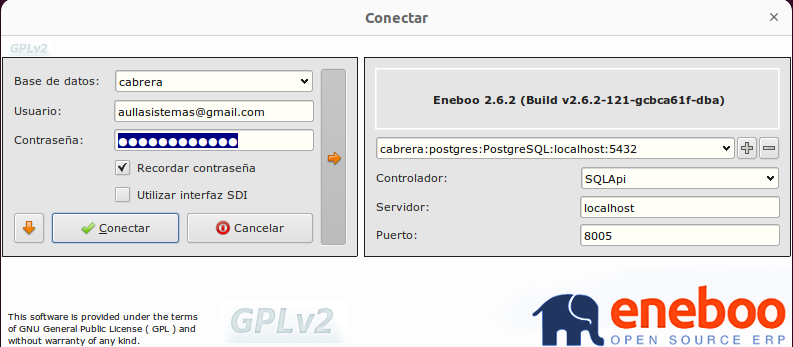 Conectar
GPLv2
Base de datos: cabrera
Usuario: aullasistemas@gmail.com
Contraseña: ●●●●●●●●●●●●
Recordar contraseña
Utilizar interfaz SDI
Conectar Cancelar
Eneboo 2.6.2 (Build v2.6.2-121-gcbca61f-dba)
cabrera:postgres:PostgreSQL:localhost:5432
Controlador: SQLApi
Servidor: localhost
Puerto: 8005
This software is provided under the terms
of GNU General Public License ( GPL ) and
without warranty of any kind.
GPLv2
eneboo
OPEN SOURCE ERP